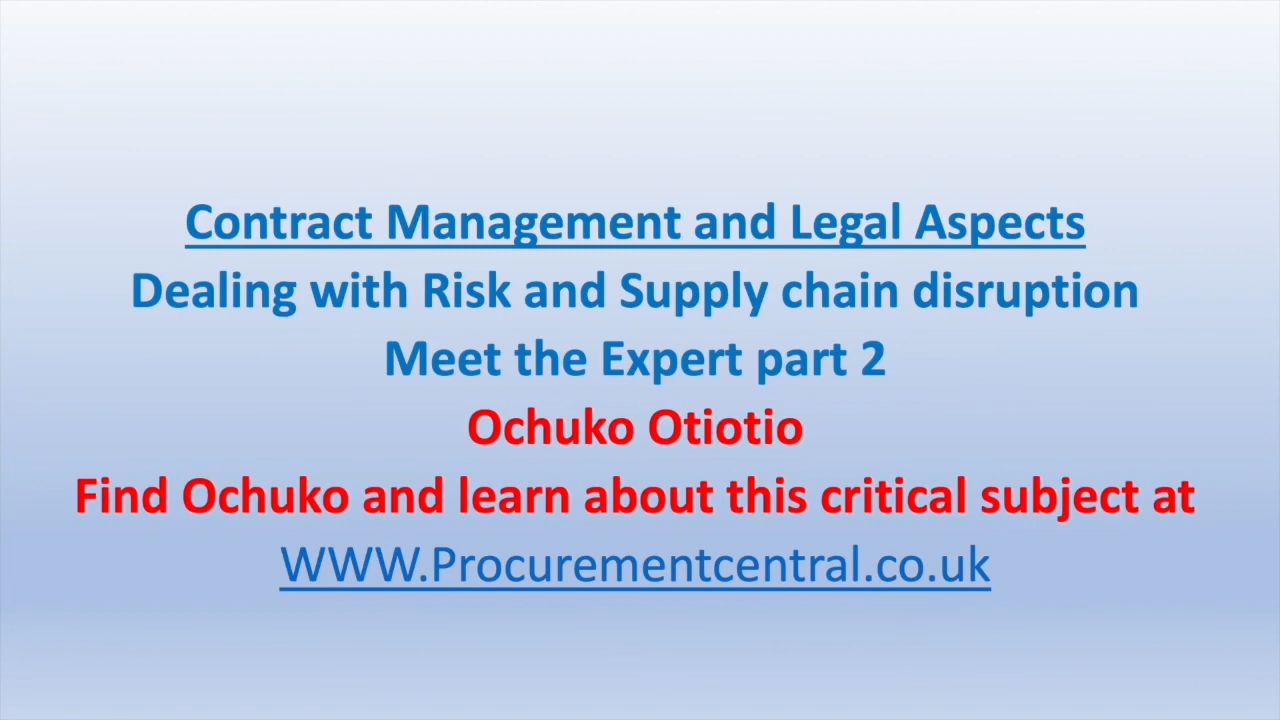 Contract Management and Legal Aspects
Dealing with Risk and Supply chain disruption
Meet the Expert part 2
Ochuko Otiotio
Find Ochuko and learn about this critical subject at
WWW.Procurementcentral.co.uk